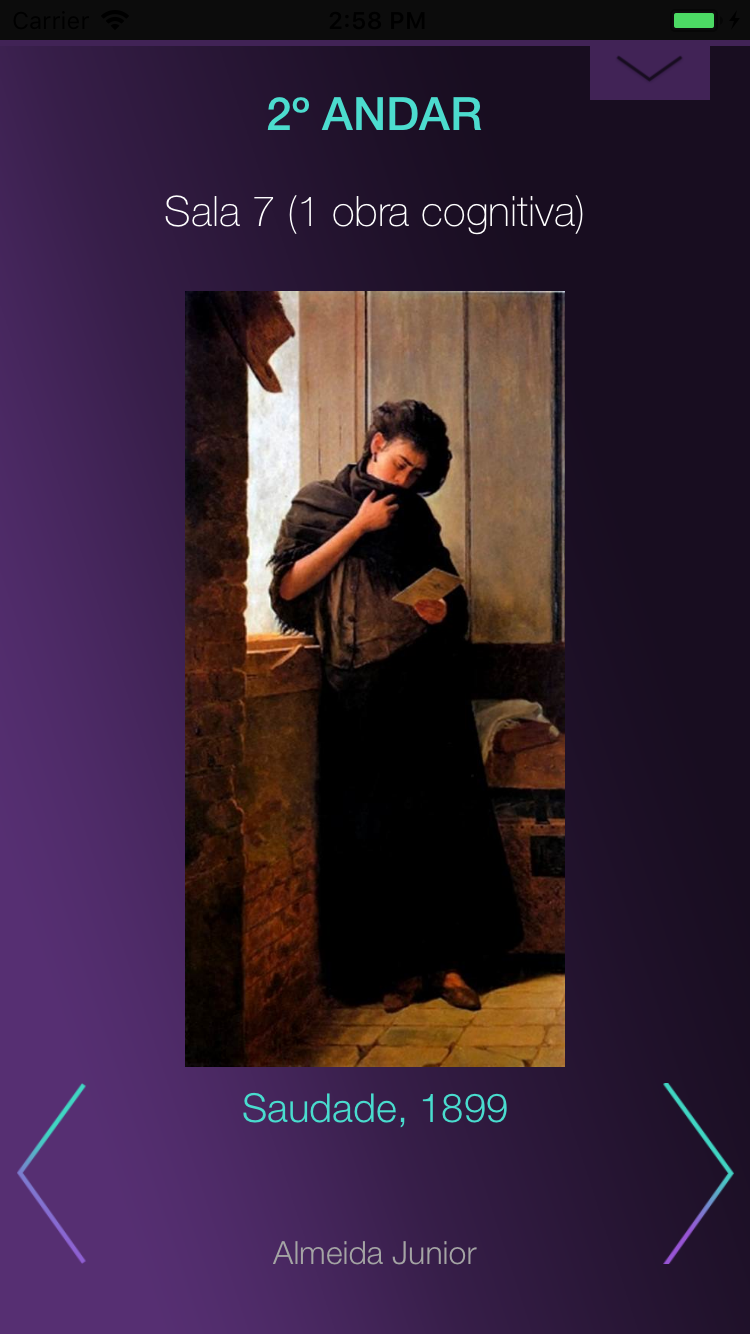 Carrier
2:58 PM
2º ANDAR
Sala 7 (1 obra cognitiva)
Saudade, 1899
Almeida Junior